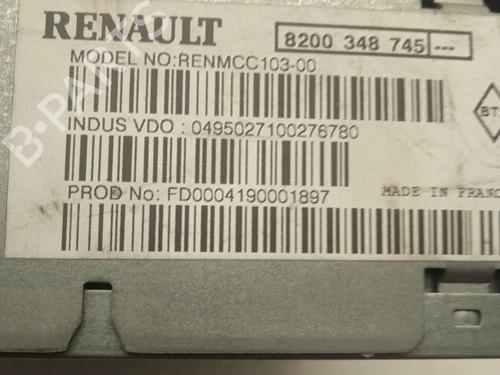 RENAULT
8200 348 745 ---
MODEL NO:RENMCC103-00
INDUS VDO : 0495027100276780
PROD No: FD0004190001897
MADE IN FRANC
B-PARTS